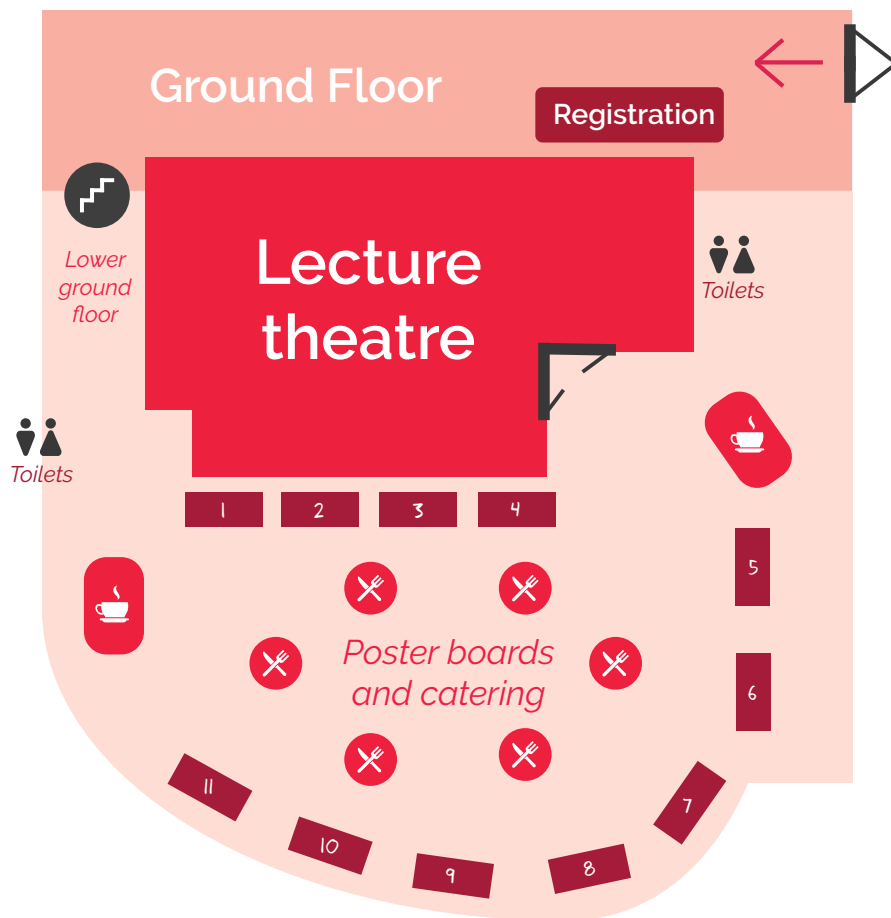 Ground Floor
Registration
Lecture
theatre
Lower
ground
floor
Toilets
Toilets
1
2
3
4
5
Poster boards
and catering
6
7
11
10
9
8